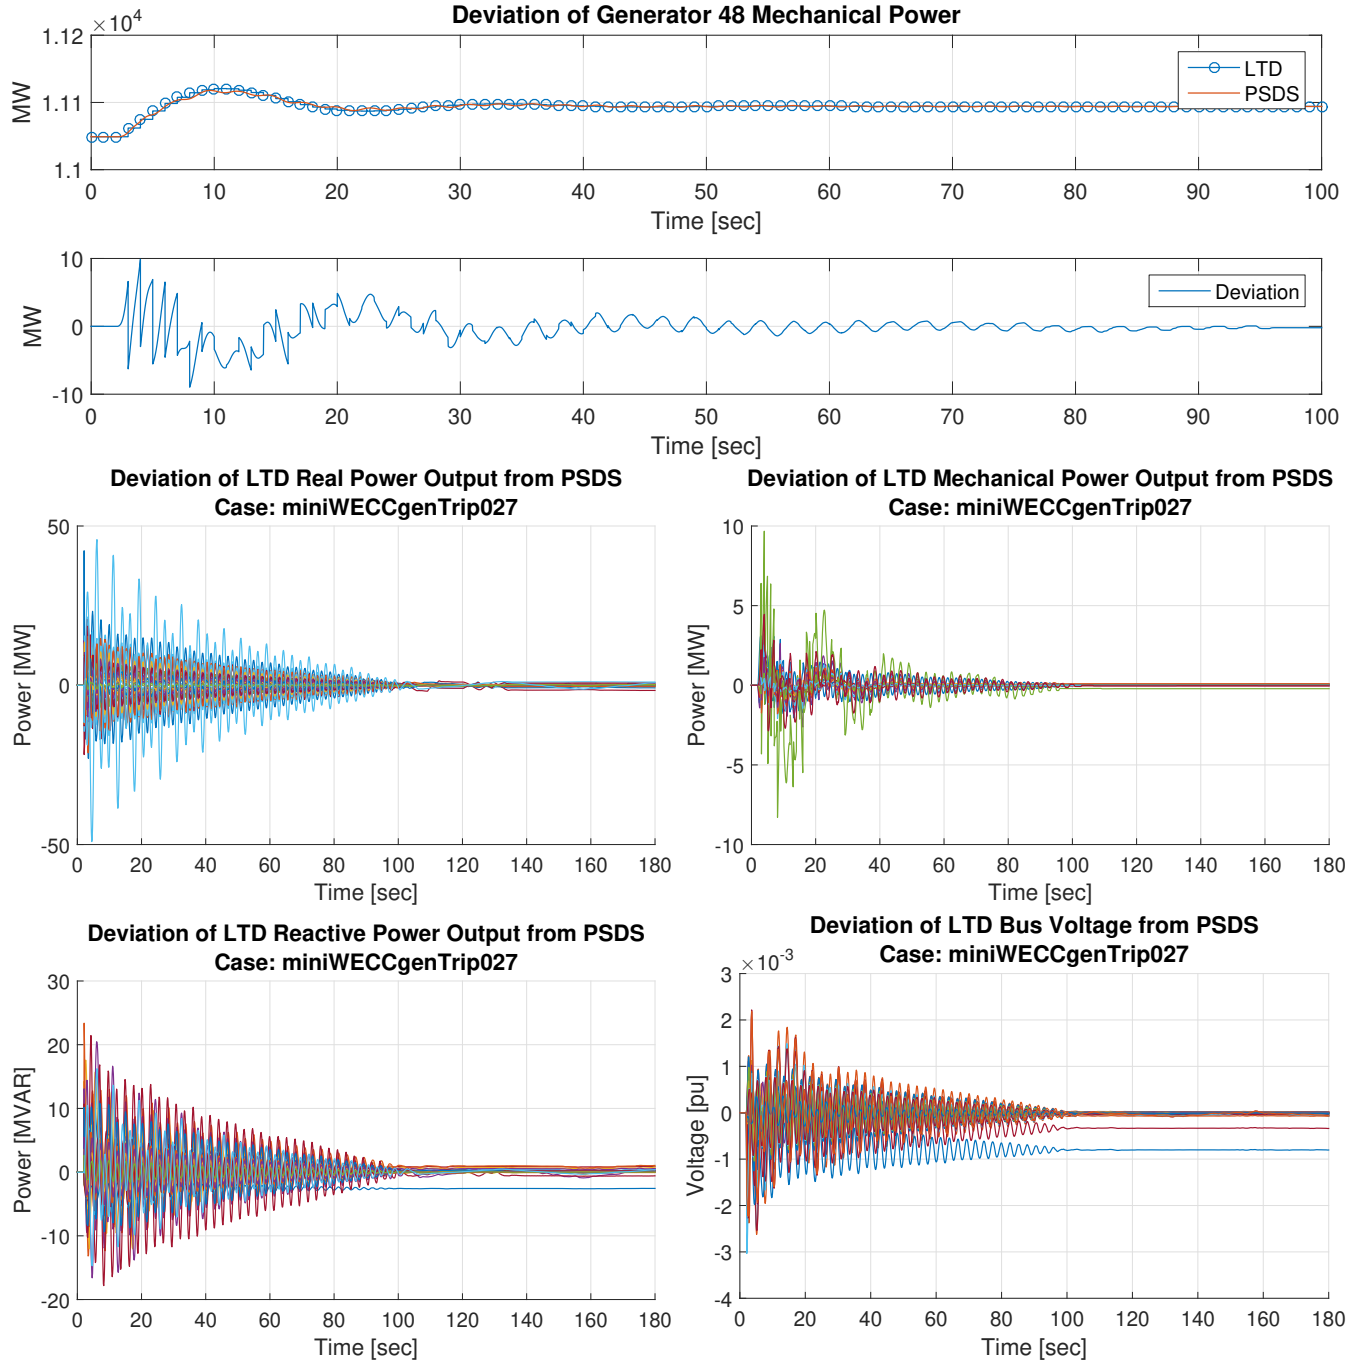 Deviation of Generator 48 Mechanical Power
×10^4
1.12
1.11
1.1
MW
LTD
PSDS
0 10 20 30 40 50 60 70 80 90 100
Time [sec]
10
0
-10
MW
Deviation
0 10 20 30 40 50 60 70 80 90 100
Time [sec]
Deviation of LTD Real Power Output from PSDS
Case: miniWECCgenTrip027
50
0
-50
Power [MW]
0 20 40 60 80 100 120 140 160 180
Time [sec]
Deviation of LTD Mechanical Power Output from PSDS
Case: miniWECCgenTrip027
10
5
0
-5
-10
Power [MW]
0 20 40 60 80 100 120 140 160 180
Time [sec]
Deviation of LTD Reactive Power Output from PSDS
Case: miniWECCgenTrip027
30
20
10
0
-10
-20
Power [MVAR]
0 20 40 60 80 100 120 140 160 180
Time [sec]
Deviation of LTD Bus Voltage from PSDS
Case: miniWECCgenTrip027
×10^-3
3
2
1
0
-1
-2
-3
-4
Voltage [pu]
0 20 40 60 80 100 120 140 160 180
Time [sec]